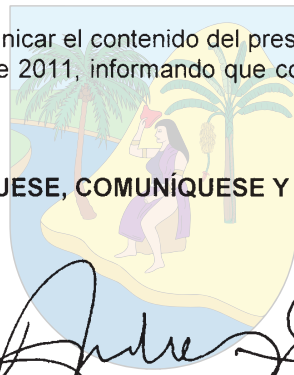 nicar el contenido del pres
e 2011, informando que co
UESE, COMUNÍQUESE Y